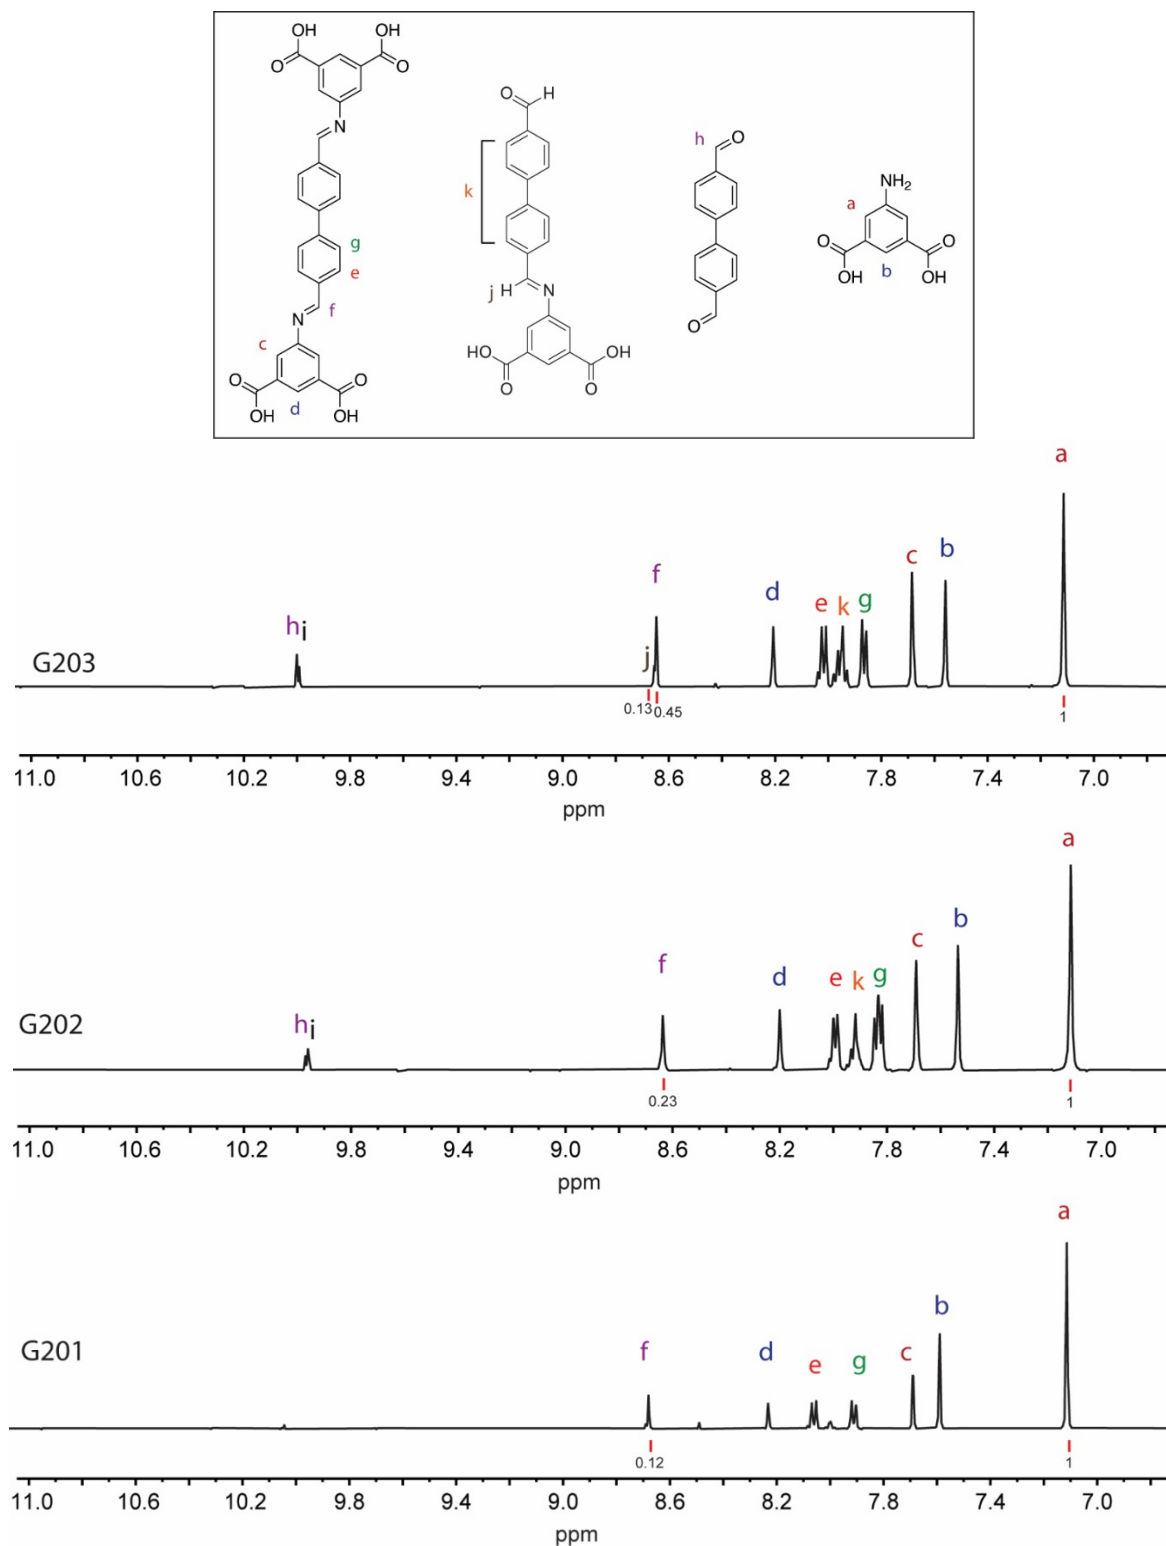 OH OH
O O
O OH HO O
N
O H
h O
k
NH2
a
g
e
O O
N f
j H N
OH b OH
O
c
HO OH
O O
O O
OH d OH
a
f
d e k g c b
h i
j
G203
0.13 0.45 1
11.0 10.6 10.2 9.8 9.4 9.0 8.6 8.2 7.8 7.4 7.0
ppm
a
f d e k g c b
h i
G202
0.23 1
11.0 10.6 10.2 9.8 9.4 9.0 8.6 8.2 7.8 7.4 7.0
ppm
a
b
G201
f d e g c
0.12 1
11.0 10.6 10.2 9.8 9.4 9.0 8.6 8.2 7.8 7.4 7.0
ppm